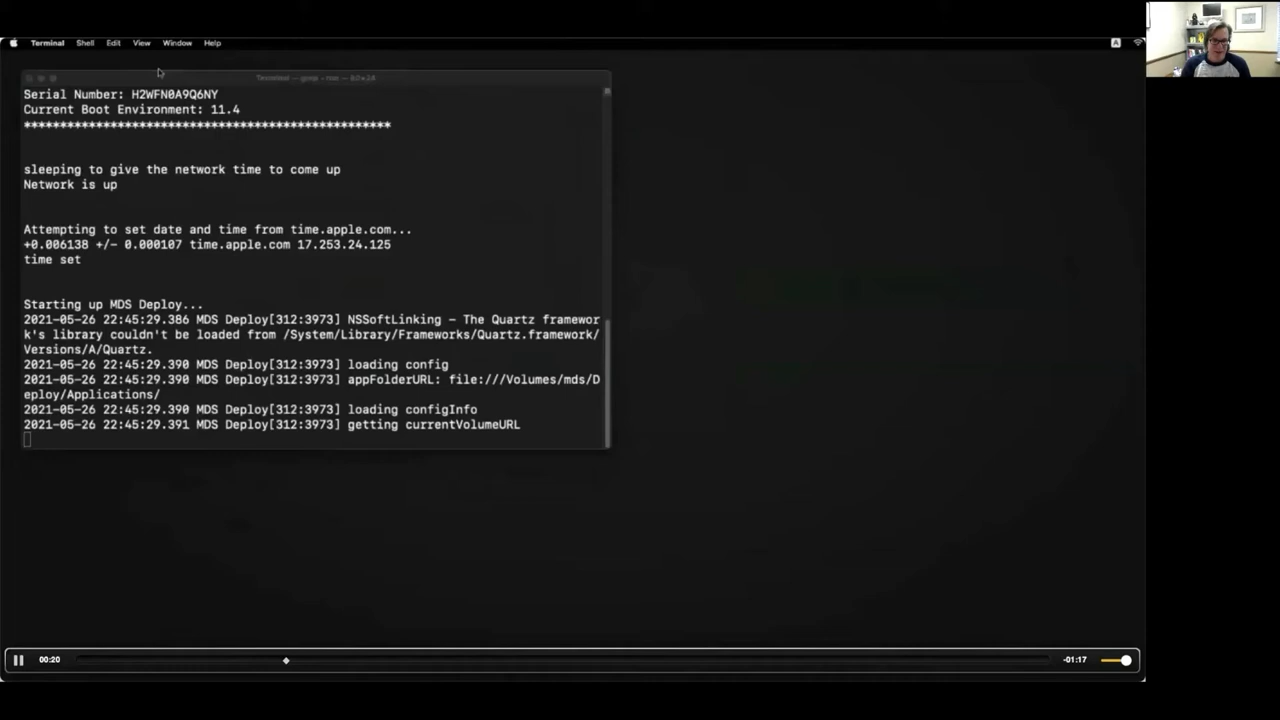 Terminal Shell Edit View Window Help A
Serial Number: H2WFN0A9Q6NY
Current Boot Environment: 11.4
***************************************************
sleeping to give the network time to come up
Network is up
Attempting to set date and time from time.apple.com...
+0.006138 +/- 0.000107 time.apple.com 17.253.24.125
time set
Starting up MDS Deploy...
2021-05-26 22:45:29.386 MDS Deploy[312:3973] NSSoftLinking - The Quartz framewor
k's library couldn't be loaded from /System/Library/Frameworks/Quartz.framework/
Versions/A/Quartz.
2021-05-26 22:45:29.390 MDS Deploy[312:3973] loading config
2021-05-26 22:45:29.390 MDS Deploy[312:3973] appFolderURL: file:///Volumes/mds/D
eploy/Applications/
2021-05-26 22:45:29.390 MDS Deploy[312:3973] loading configInfo
2021-05-26 22:45:29.391 MDS Deploy[312:3973] getting currentVolumeURL
00:20 -01:17